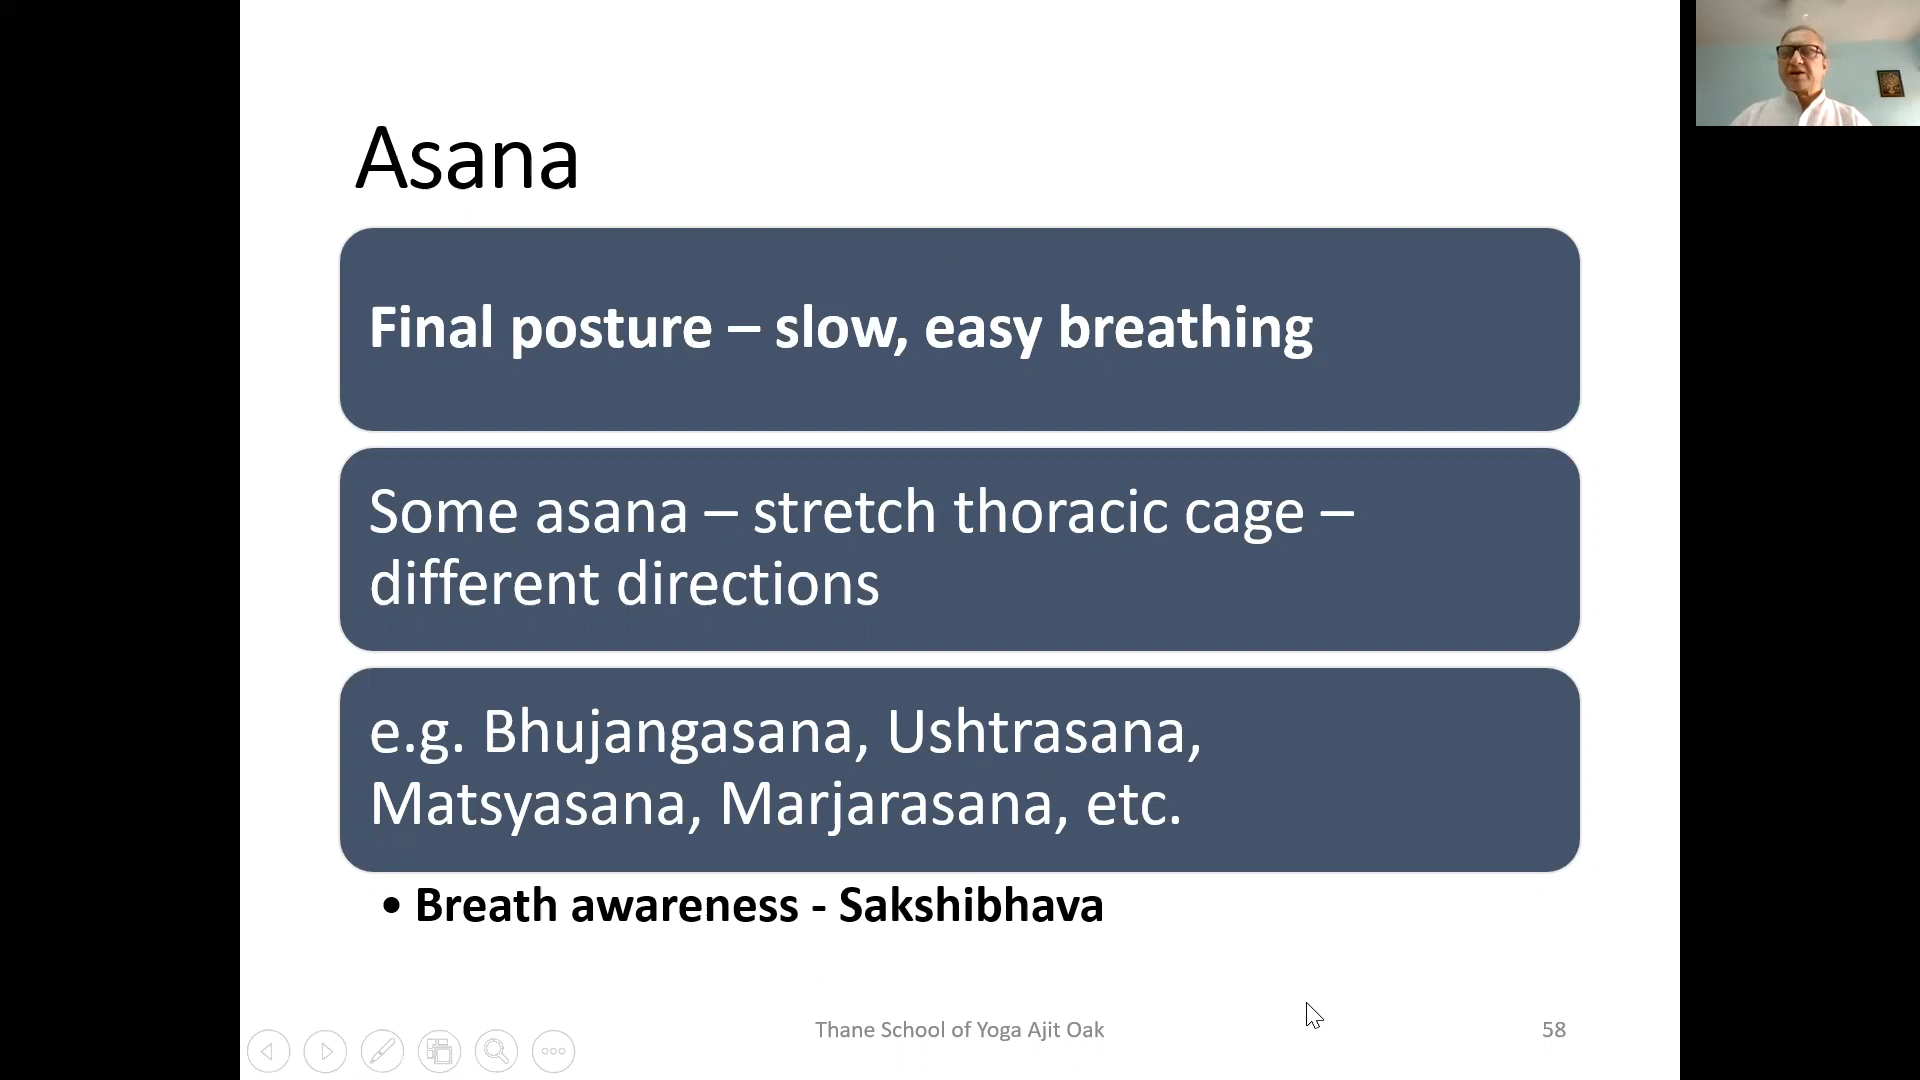 Asana
Final posture – slow, easy breathing
Some asana – stretch thoracic cage –
different directions
e.g. Bhujangasana, Ushtrasana,
Matsyasana, Marjarasana, etc.
• Breath awareness - Sakshibhava
Thane School of Yoga Ajit Oak
58